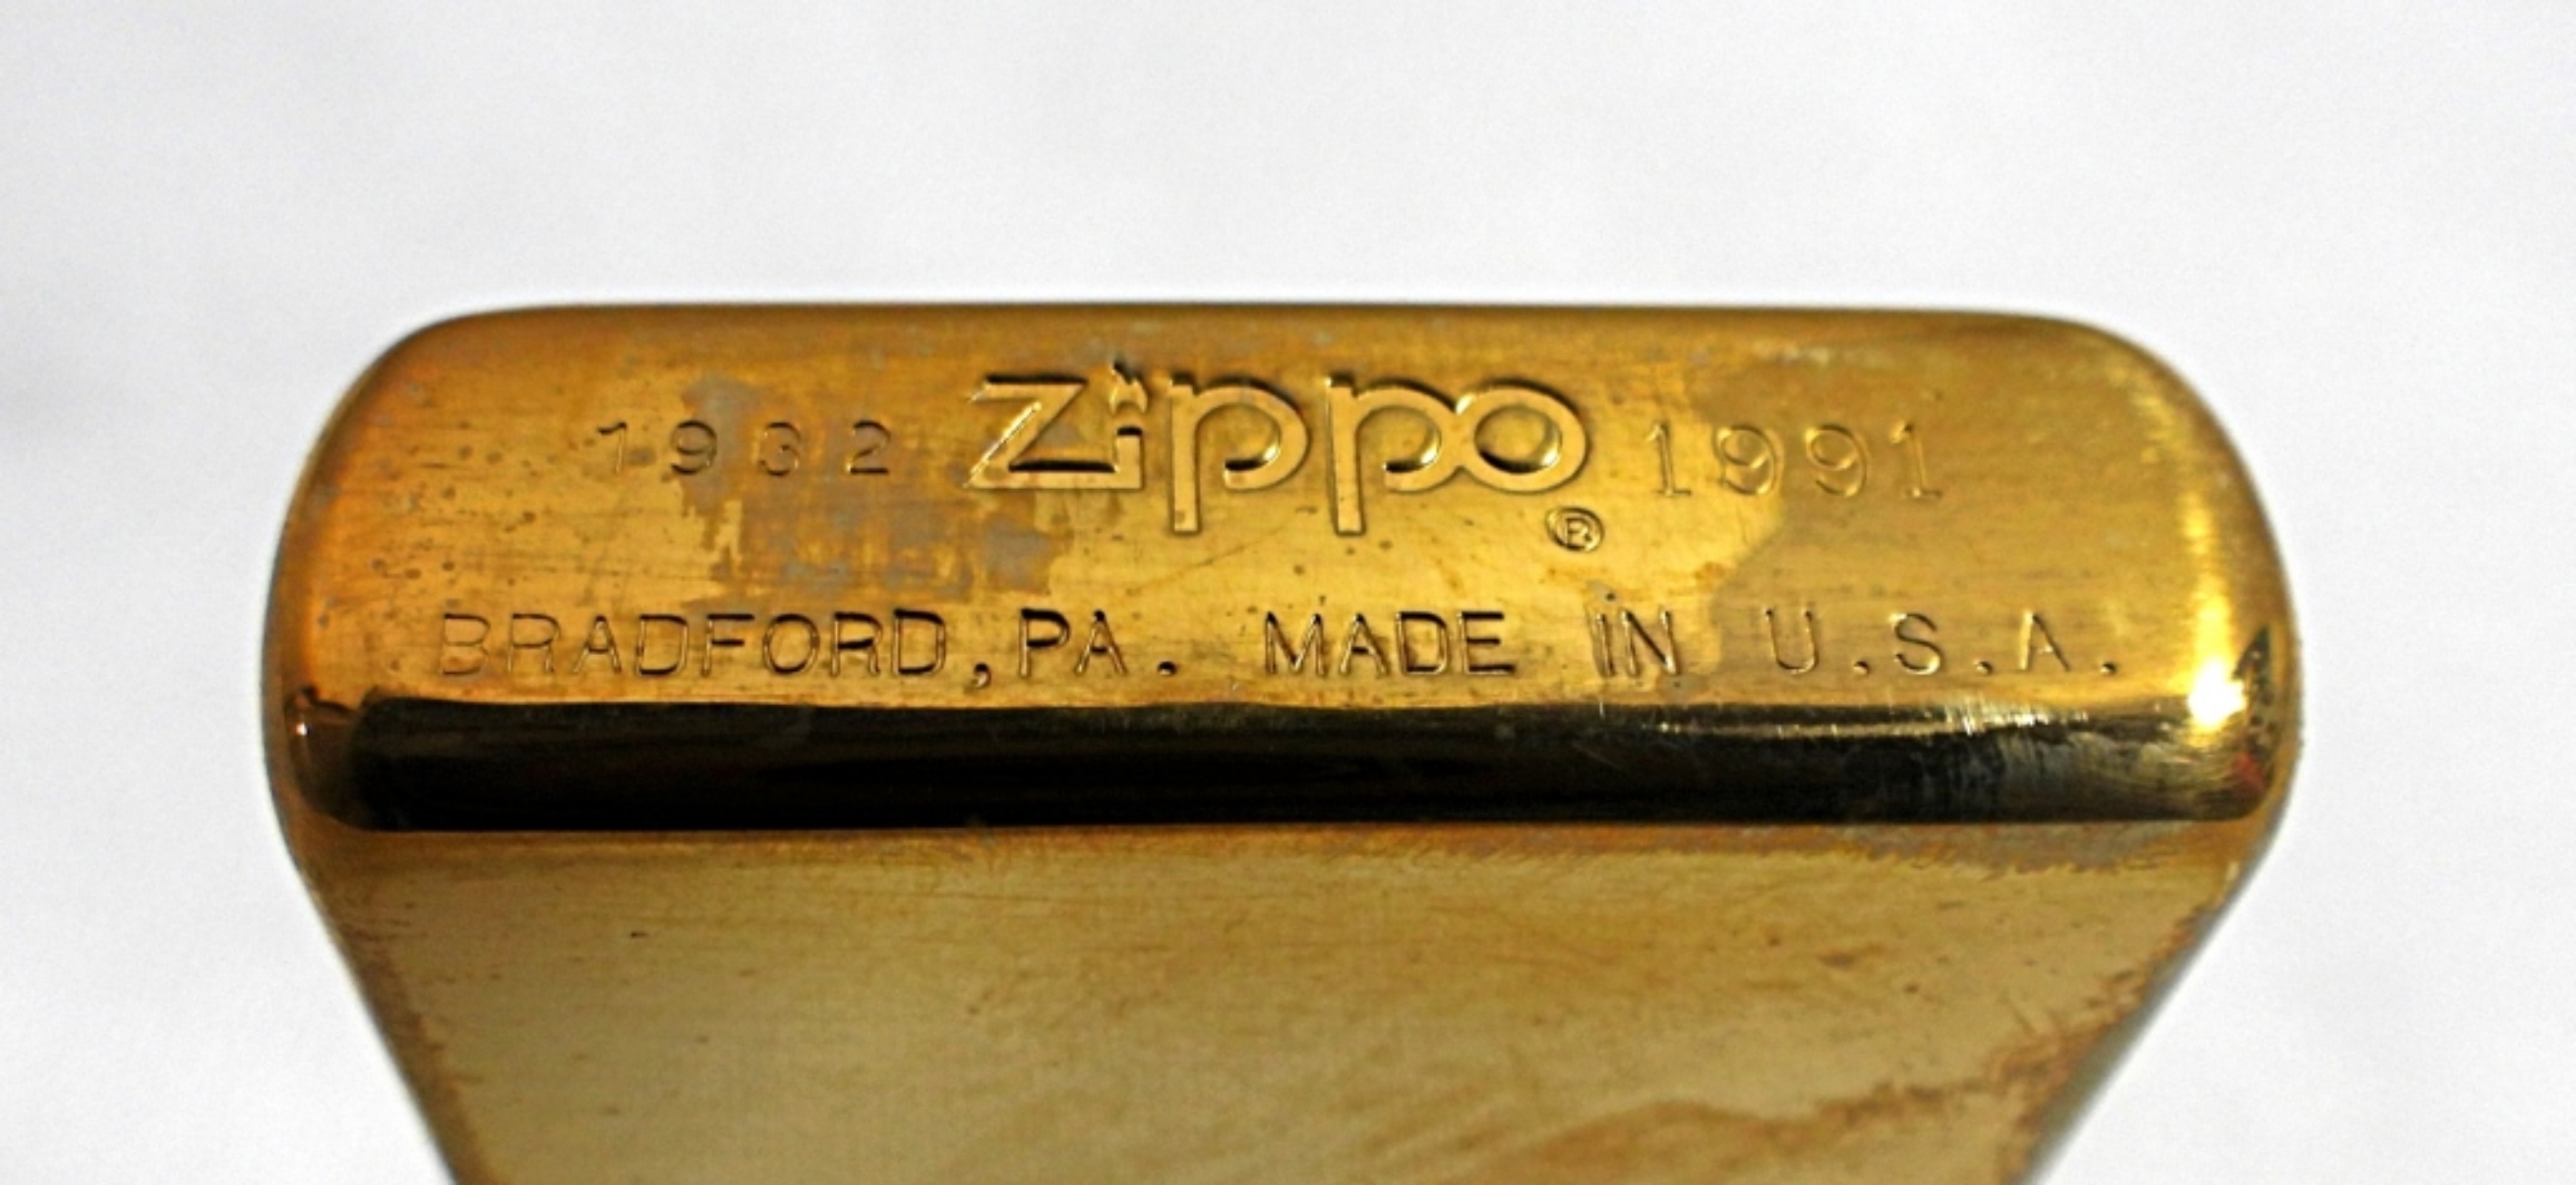 1932 Zippo 1991
®
BRADFORD,PA. MADE IN U.S.A.